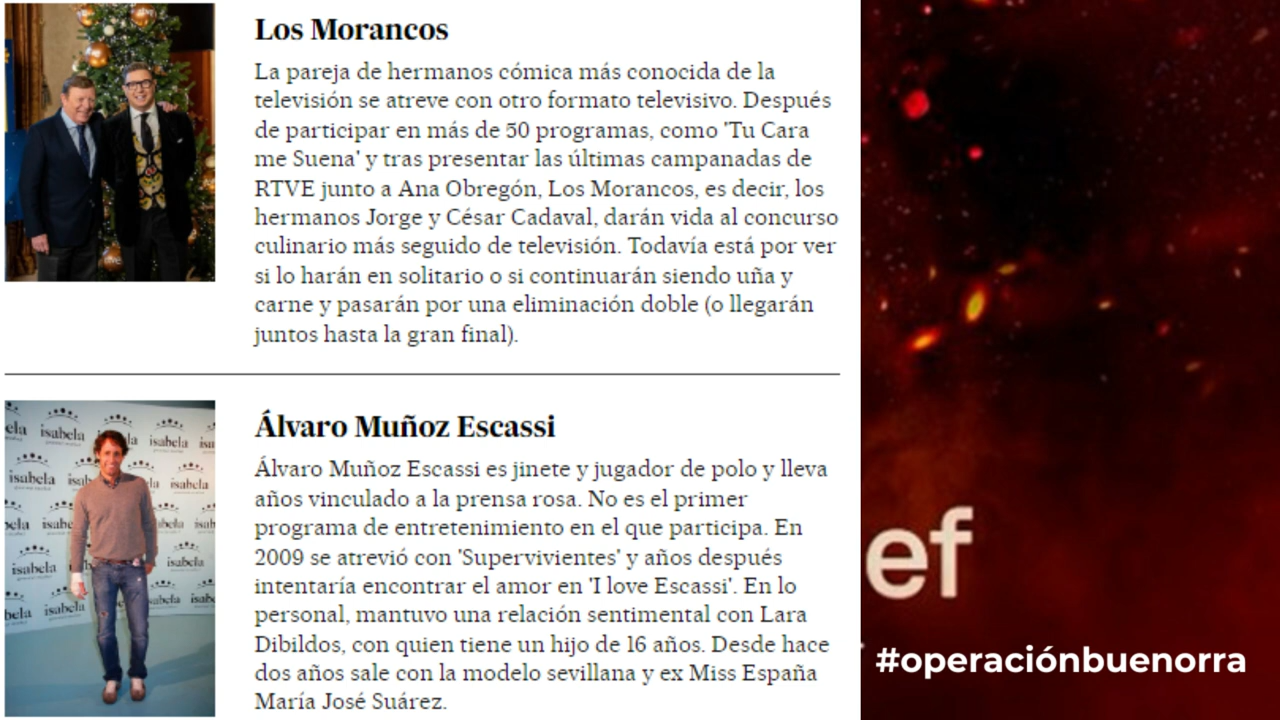 Los Morancos
La pareja de hermanos cómica más conocida de la
televisión se atreve con otro formato televisivo. Después
de participar en más de 50 programas, como 'Tu Cara
me Suena' y tras presentar las últimas campanadas de
RTVE junto a Ana Obregón, Los Morancos, es decir, los
hermanos Jorge y César Cadaval, darán vida al concurso
culinario más seguido de televisión. Todavía está por ver
si lo harán en solitario o si continuarán siendo uña y
carne y pasarán por una eliminación doble (o llegarán
juntos hasta la gran final).
Álvaro Muñoz Escassi
Álvaro Muñoz Escassi es jinete y jugador de polo y lleva
años vinculado a la prensa rosa. No es el primer
programa de entretenimiento en el que participa. En
2009 se atrevió con 'Supervivientes' y años después
intentaría encontrar el amor en 'I love Escassi'. En lo
personal, mantuvo una relación sentimental con Lara
Dibildos, con quien tiene un hijo de 16 años. Desde hace
dos años sale con la modelo sevillana y ex Miss España
María José Suárez.
isabela
isabela
isabela
isabela
isabela
isabela
ef
#operaciónbuenorra